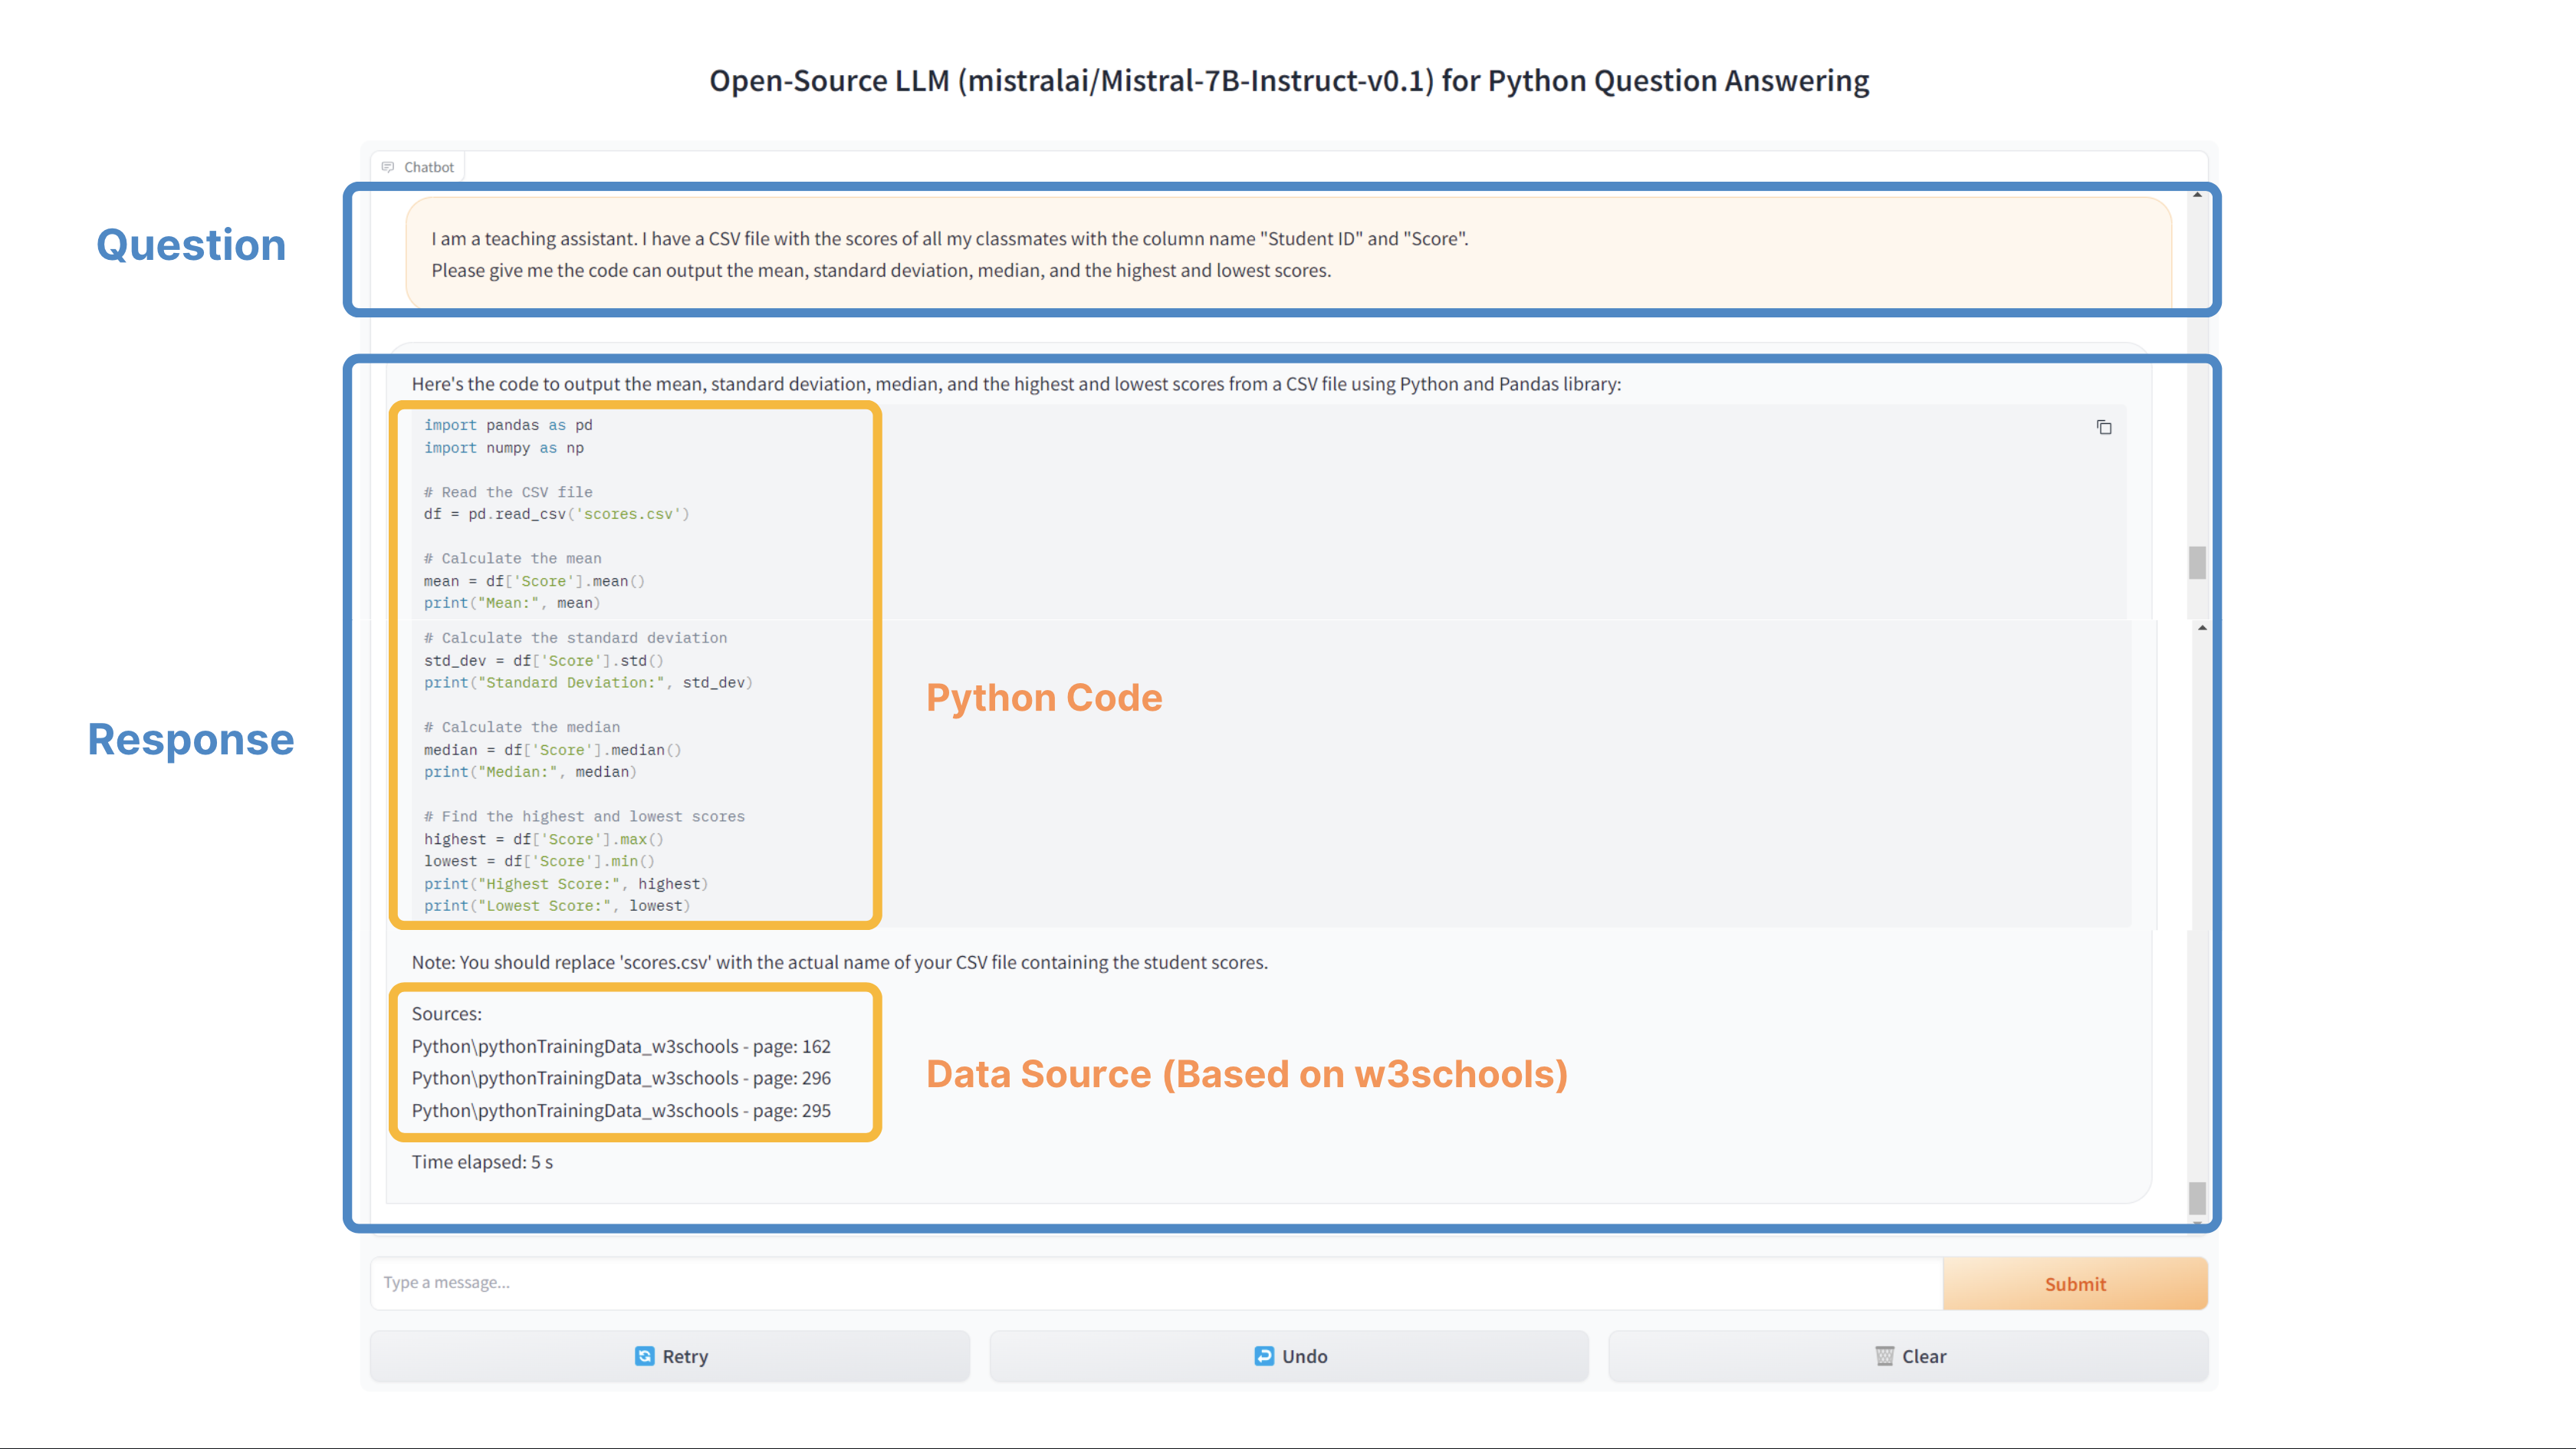 Open-Source LLM (mistralai/Mistral-7B-Instruct-v0.1) for Python Question Answering
Chatbot
Question
I am a teaching assistant. I have a CSV file with the scores of all my classmates with the column name "Student ID" and "Score".
Please give me the code can output the mean, standard deviation, median, and the highest and lowest scores.
Response
Here's the code to output the mean, standard deviation, median, and the highest and lowest scores from a CSV file using Python and Pandas library:
import pandas as pd
import numpy as np
# Read the CSV file
df = pd.read_csv('scores.csv')
# Calculate the mean
mean = df['Score'].mean()
print("Mean:", mean)
# Calculate the standard deviation
std_dev = df['Score'].std()
print("Standard Deviation:", std_dev)
# Calculate the median
median = df['Score'].median()
print("Median:", median)
# Find the highest and lowest scores
highest = df['Score'].max()
lowest = df['Score'].min()
print("Highest Score:", highest)
print("Lowest Score:", lowest)
Python Code
Note: You should replace 'scores.csv' with the actual name of your CSV file containing the student scores.
Sources:
Python\pythonTrainingData_w3schools - page: 162
Python\pythonTrainingData_w3schools - page: 296
Python\pythonTrainingData_w3schools - page: 295
Data Source (Based on w3schools)
Time elapsed: 5 s
Type a message...
Submit
Retry
Undo
Clear